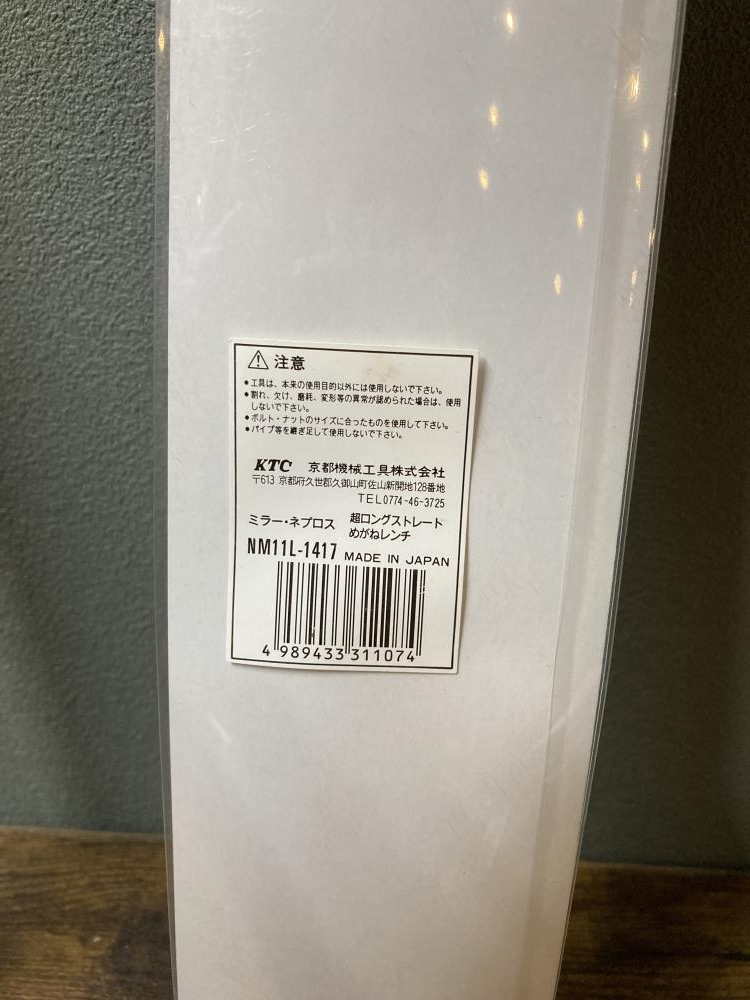 ⚠ 注意
●工具は、本来の使用目的以外には使用しないで下さい。
●割れ、欠け、磨耗、変形等の異常が認められた場合は、使用
しないで下さい。
●ボルト・ナットのサイズに合ったものを使用して下さい。
●パイプ等を継ぎ足して使用しないで下さい。
KTC 京都機械工具株式会社
〒613 京都府久世郡久御山町佐山新開地128番地
TEL0774-46-3725
ミラー・ネプロス 超ロングストレート
めがねレンチ
NM11L-1417 MADE IN JAPAN
4 989433 311074